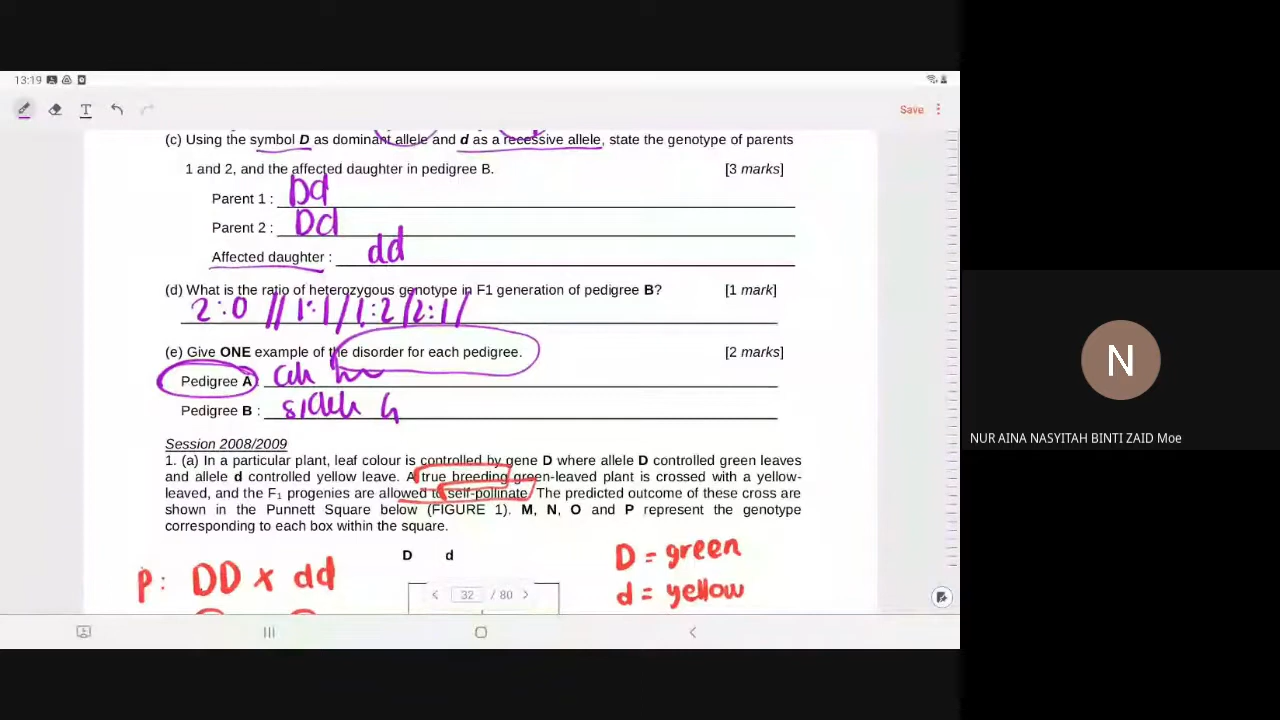 13:19
Save
(c) Using the symbol D as dominant allele and d as a recessive allele, state the genotype of parents
1 and 2, and the affected daughter in pedigree B. [3 marks]
Parent 1 : Dd
Parent 2 : Dd
Affected daughter : dd
(d) What is the ratio of heterozygous genotype in F1 generation of pedigree B? [1 mark]
2:0 // 1:1 / 1:2 / 2:1 /
(e) Give ONE example of the disorder for each pedigree. [2 marks]
Pedigree A
Pedigree B :
Session 2008/2009
1. (a) In a particular plant, leaf colour is controlled by gene D where allele D controlled green leaves
and allele d controlled yellow leave. A true breeding green-leaved plant is crossed with a yellow-
leaved, and the F₁ progenies are allowed to self-pollinate. The predicted outcome of these cross are
shown in the Punnett Square below (FIGURE 1). M, N, O and P represent the genotype
corresponding to each box within the square.
D d
D = green
P: DD x dd
d = yellow
< 32 / 80 >
N
NUR AINA NASYITAH BINTI ZAID Moe